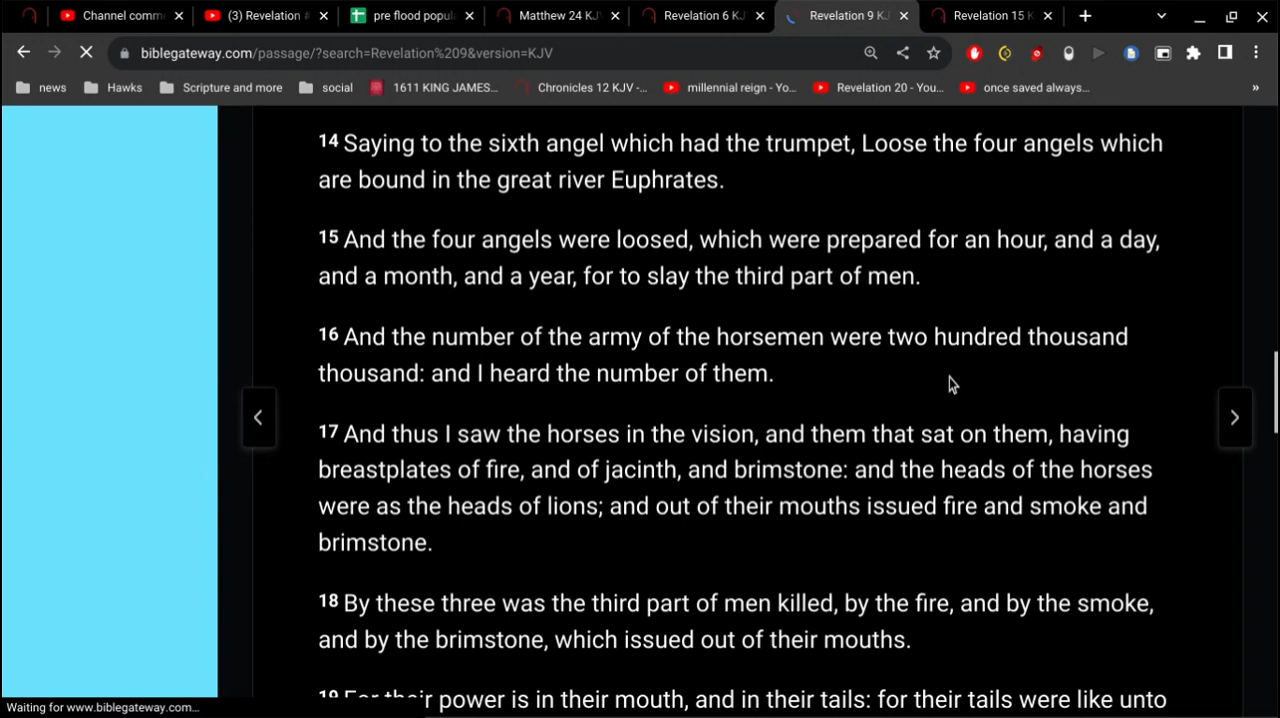 Channel comm
(3) Revelation
pre flood popul
Matthew 24 KJ
Revelation 6 KJ
Revelation 9 KJ
Revelation 15 K
biblegateway.com/passage/?search=Revelation%209&version=KJV
news
Hawks
Scripture and more
social
1611 KING JAMES...
Chronicles 12 KJV -...
millennial reign - Yo...
Revelation 20 - You...
once saved always...
14 Saying to the sixth angel which had the trumpet, Loose the four angels which
are bound in the great river Euphrates.
15 And the four angels were loosed, which were prepared for an hour, and a day,
and a month, and a year, for to slay the third part of men.
16 And the number of the army of the horsemen were two hundred thousand
thousand: and I heard the number of them.
17 And thus I saw the horses in the vision, and them that sat on them, having
breastplates of fire, and of jacinth, and brimstone: and the heads of the horses
were as the heads of lions; and out of their mouths issued fire and smoke and
brimstone.
18 By these three was the third part of men killed, by the fire, and by the smoke,
and by the brimstone, which issued out of their mouths.
19 For their power is in their mouth, and in their tails: for their tails were like unto
Waiting for www.biblegateway.com...